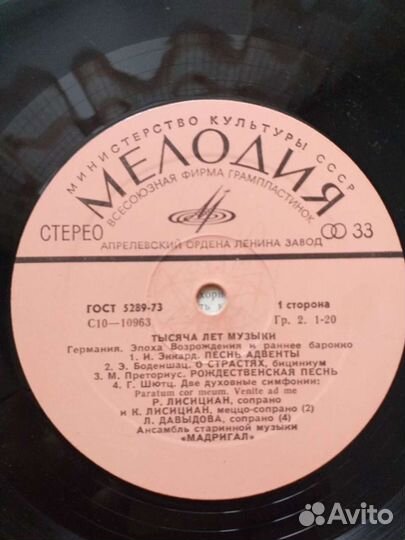 МИНИСТЕРСТВО КУЛЬТУРЫ СССР
МЕЛОДИЯ
ВСЕСОЮЗНАЯ ФИРМА ГРАМПЛАСТИНОК
СТЕРЕО
33
АПРЕЛЕВСКИЙ ОРДЕНА ЛЕНИНА ЗАВОД
ГОСТ 5289-73
1 сторона
С10—10963
Гр. 2. 1-20
ТЫСЯЧА ЛЕТ МУЗЫКИ
Германия. Эпоха Возрождения и раннее барокко
1. И. Эккард. ПЕСНЬ АДВЕНТЫ
2. Э. Боденшац. О СТРАСТЯХ, бициниум
3. М. Преториус. РОЖДЕСТВЕНСКАЯ ПЕСНЬ
4. Г. Шютц. Две духовные симфонии:
Paratum cor meum. Venite ad me
Р. ЛИСИЦИАН, сопрано
и К. ЛИСИЦИАН, меццо-сопрано (2)
Л. ДАВЫДОВА, сопрано (4)
Ансамбль старинной музыки
«МАДРИГАЛ»
Avito